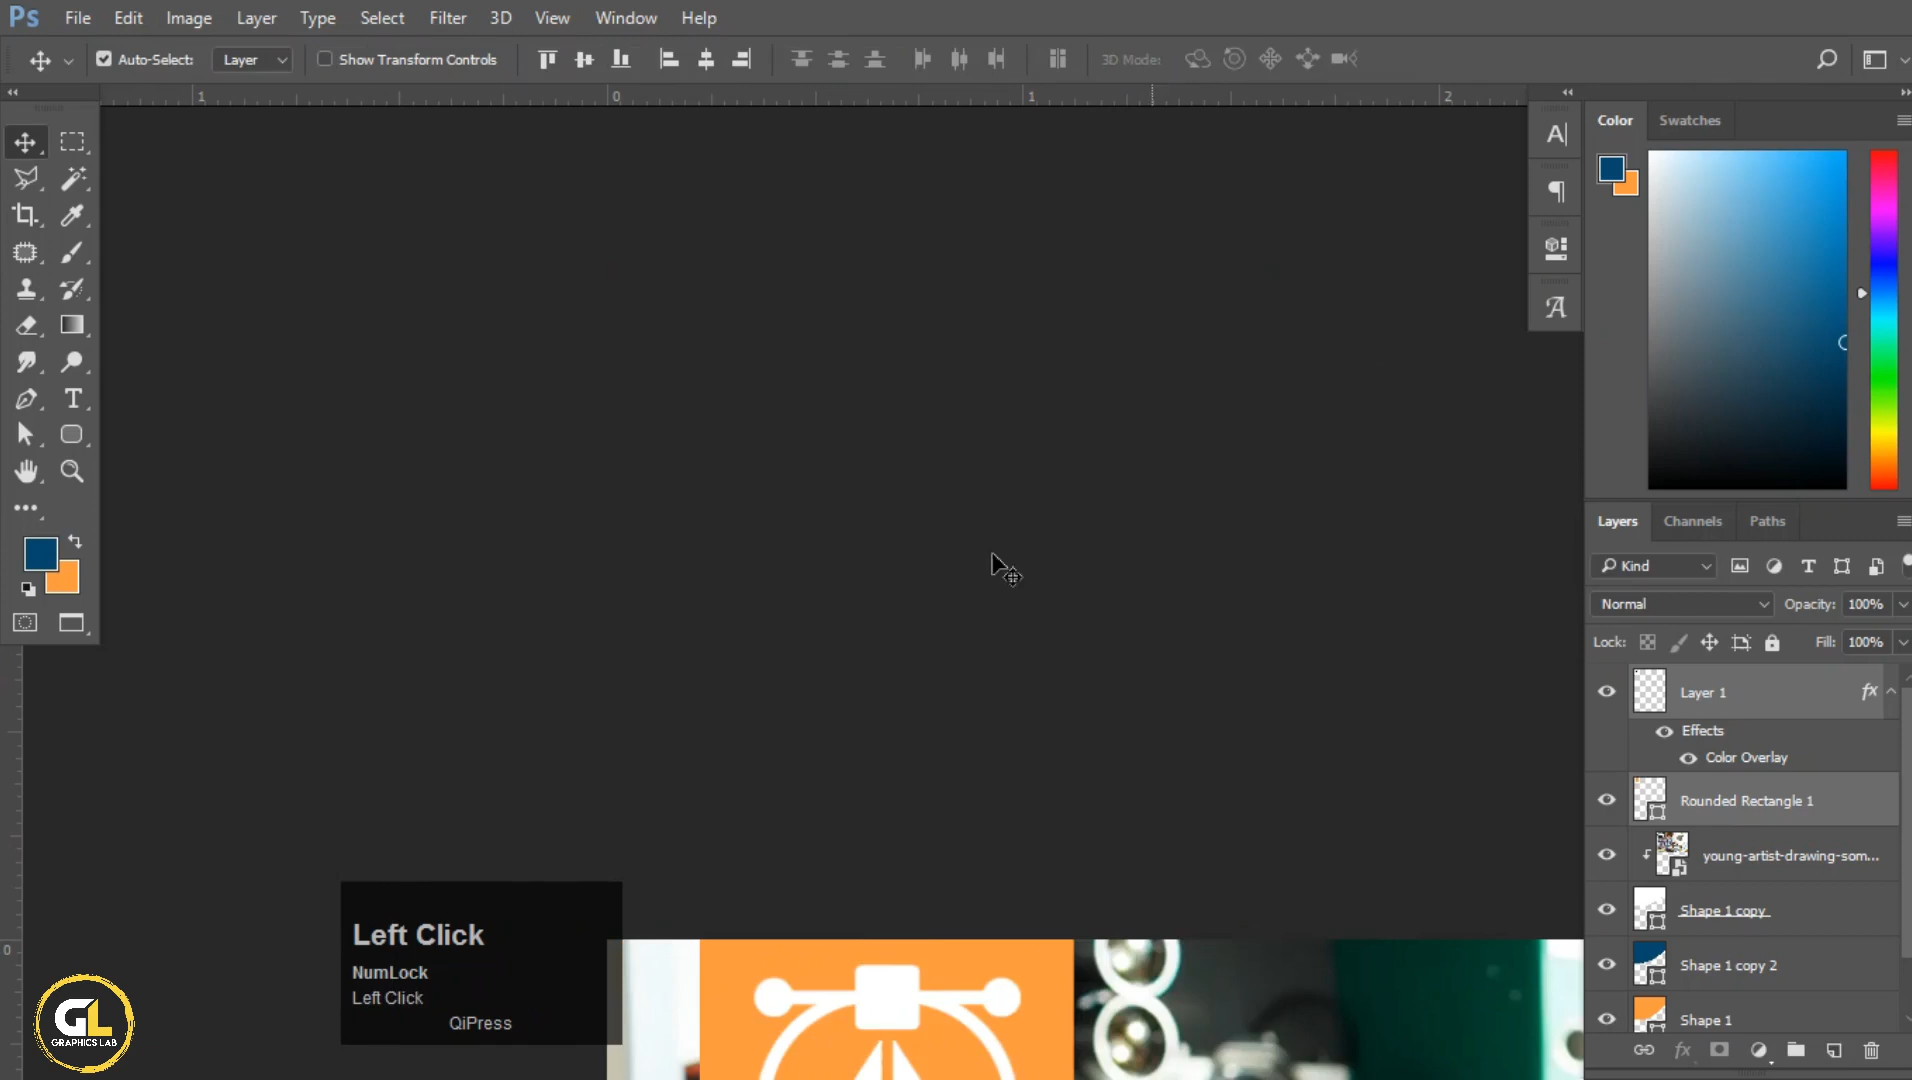 Ps File Edit Image Layer Type Select Filter 3D View Window Help
Auto-Select: Layer Show Transform Controls 3D Mode:
1 0 1 2
A|
Color Swatches
T
Layers Channels Paths
Kind T
Normal Opacity: 100%
Lock: Fill: 100%
Layer 1 fx
Effects
Color Overlay
Rounded Rectangle 1
young-artist-drawing-som...
Shape 1 copy
Shape 1 copy 2
Shape 1
fx
0
Left Click
NumLock
Left Click
QiPress
GL
GRAPHICS LAB